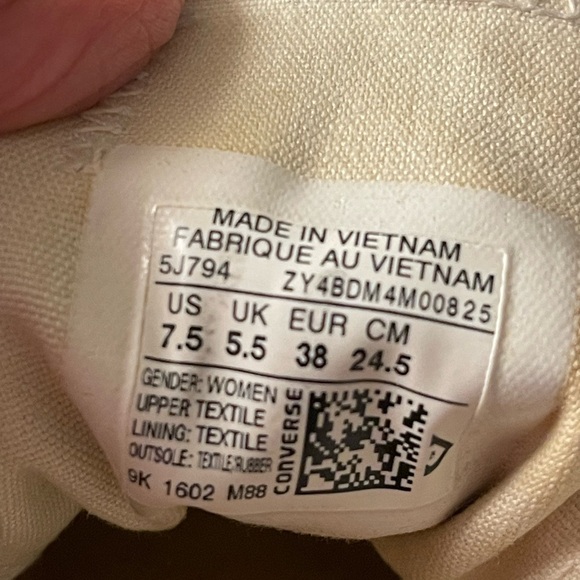 MADE IN VIETNAM
FABRIQUE AU VIETNAM
5J794 ZY4BDM4M00825
US UK EUR CM
7.5 5.5 38 24.5
GENDER: WOMEN
UPPER TEXTILE
LINING: TEXTILE
OUTSOLE: TEXTILE/RUBBER
9K 1602 M88
CONVERSE